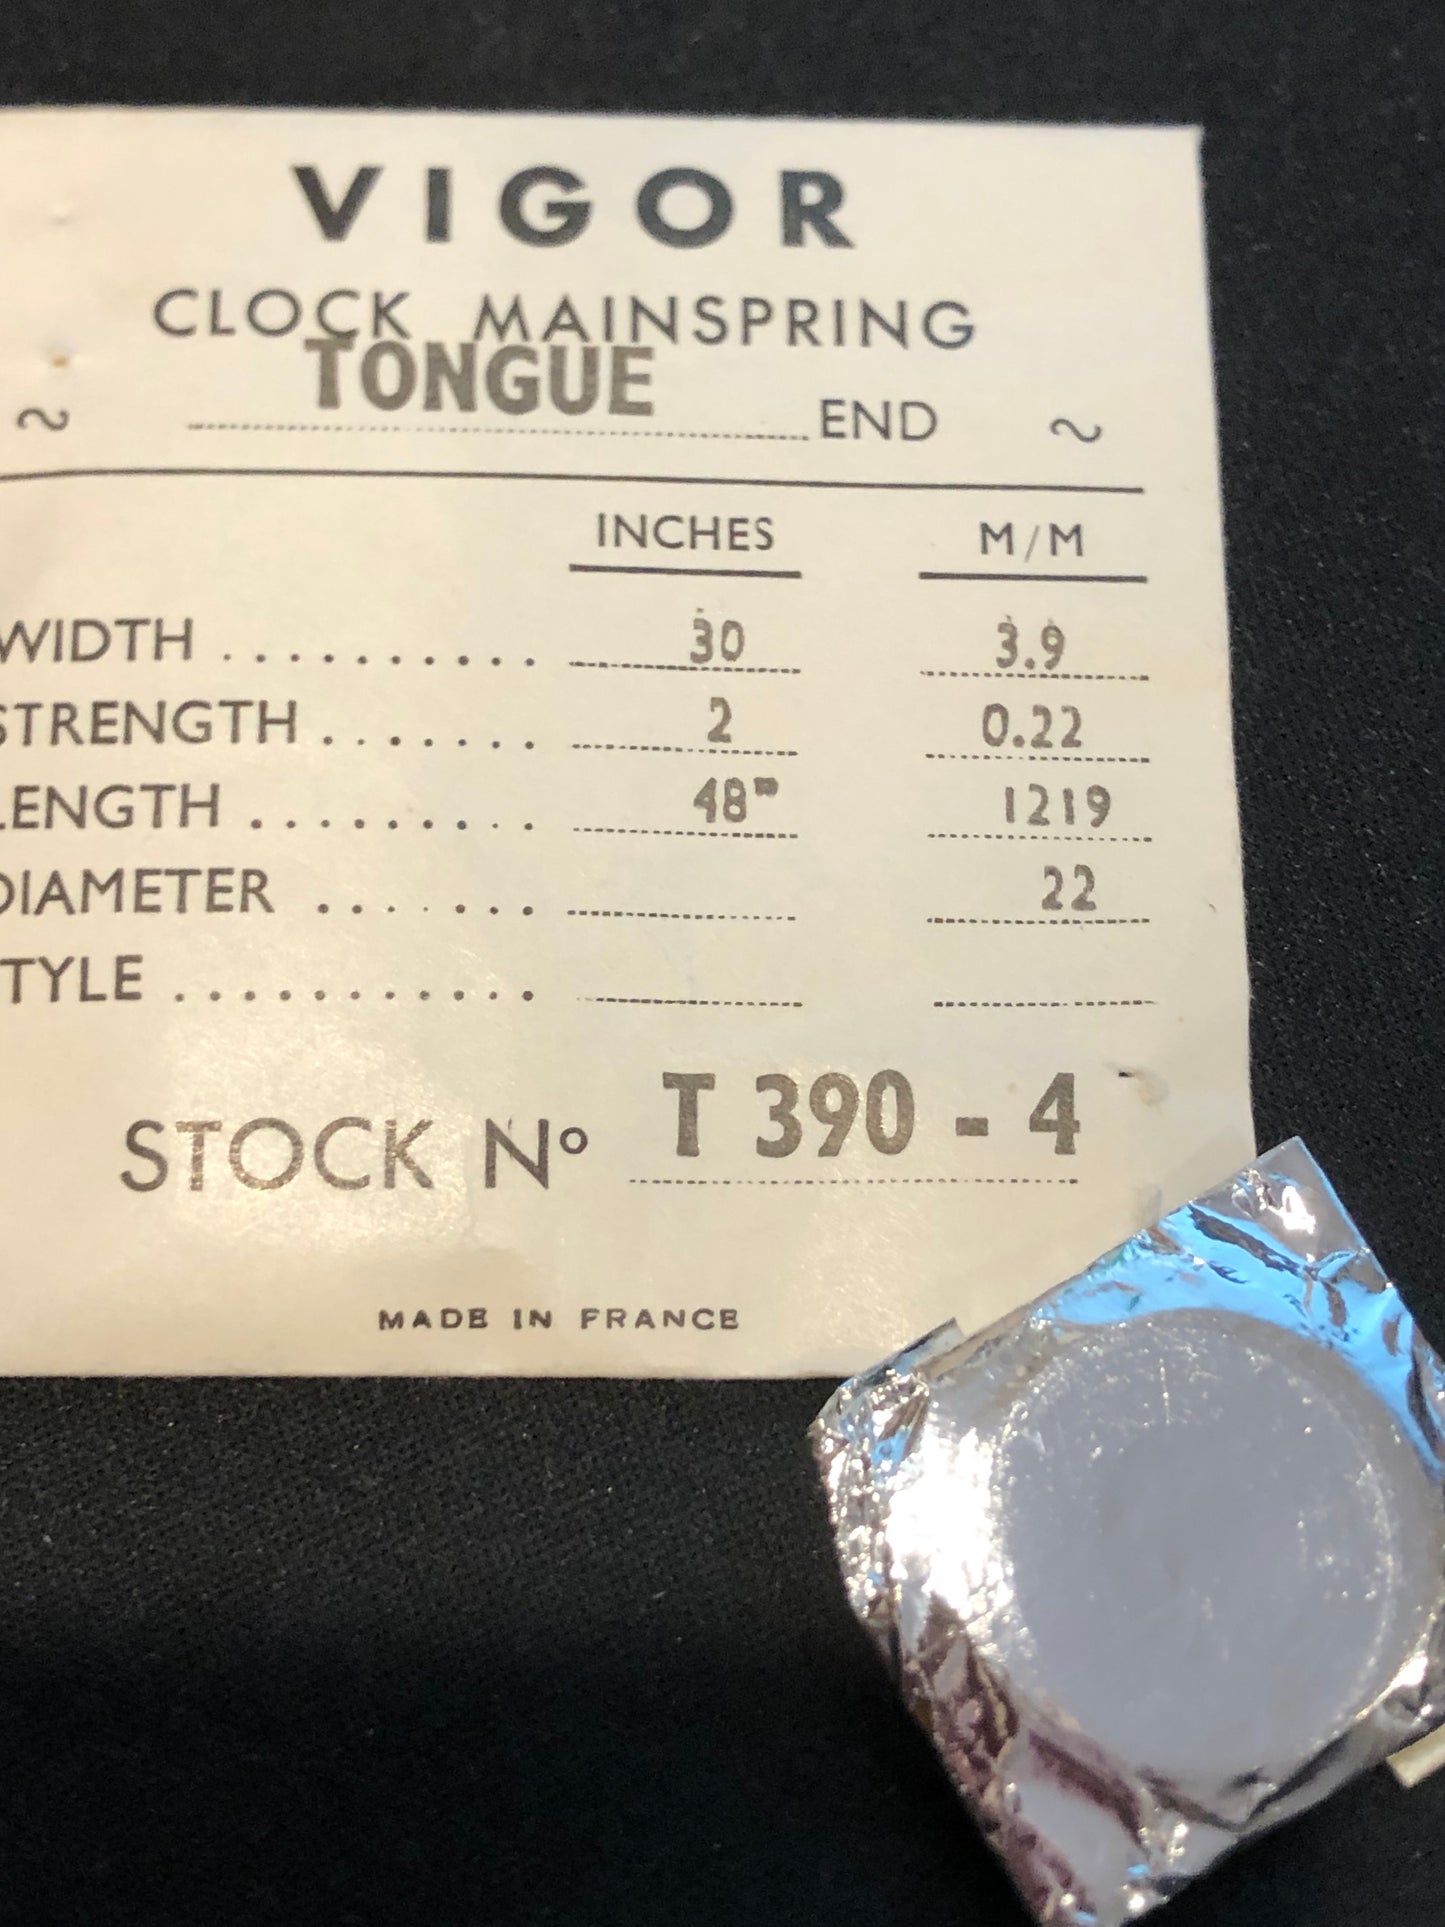 VIGOR
CLOCK MAINSPRING
~ TONGUE END ~
INCHES M/M
WIDTH .......... 30 3.9
STRENGTH ....... 2 0.22
LENGTH ......... 48" 1219
DIAMETER ....... 22
TYLE ............
STOCK Nº T 390 - 4
MADE IN FRANCE